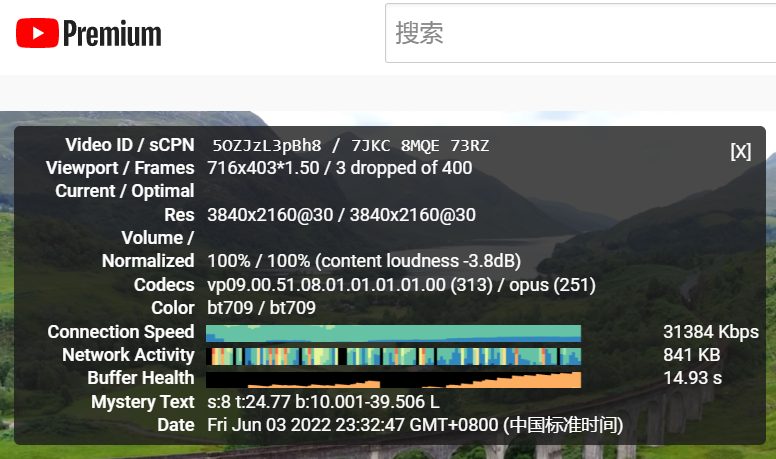 Premium
搜索
Video ID / sCPN 5OZJzL3pBh8 / 7JKC 8MQE 73RZ
[X]
Viewport / Frames 716x403*1.50 / 3 dropped of 400
Current / Optimal
Res 3840x2160@30 / 3840x2160@30
Volume /
Normalized 100% / 100% (content loudness -3.8dB)
Codecs vp09.00.51.08.01.01.01.01.00 (313) / opus (251)
Color bt709 / bt709
Connection Speed 31384 Kbps
Network Activity 841 KB
Buffer Health 14.93 s
Mystery Text s:8 t:24.77 b:10.001-39.506 L
Date Fri Jun 03 2022 23:32:47 GMT+0800 (中国标准时间)